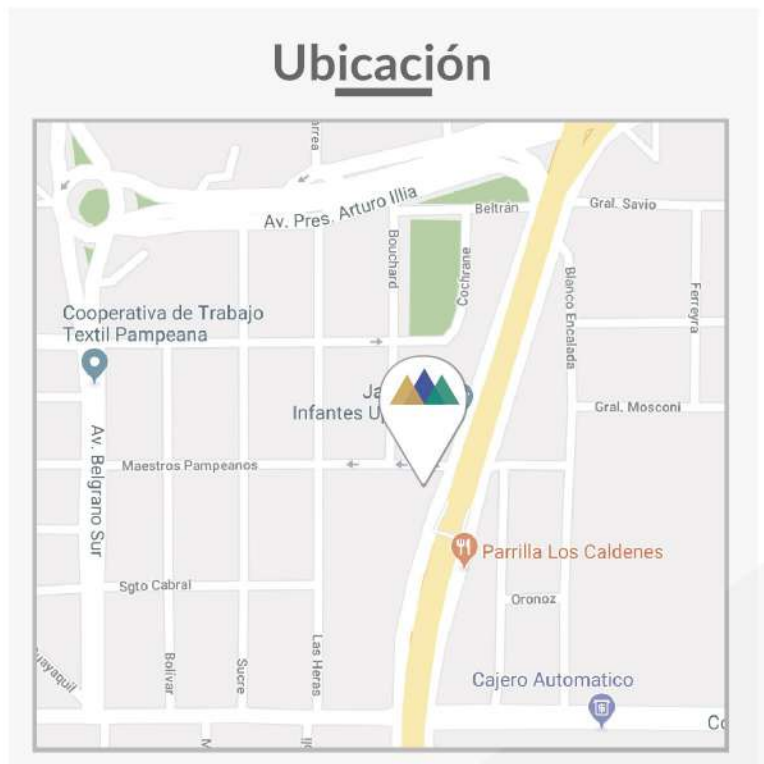 Ubicación
Av. Pres. Arturo Illia
Beltrán
Gral. Savio
Bouchard
Cochrane
Blanco Encalada
Ferreyra
Cooperativa de Trabajo
Textil Pampeana
Infantes
Gral. Mosconi
Av. Belgrano Sur
Maestros Pampeanos
Parrilla Los Caldenes
Sgto Cabral
Oronoz
Guayaquil
Bolívar
Sucre
Las Heras
Cajero Automatico